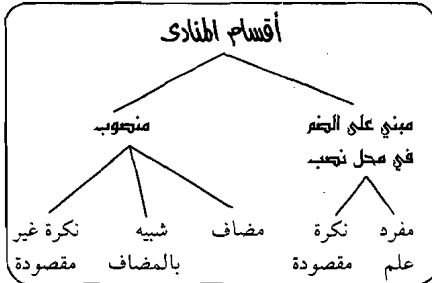 أقسام المنادى
مبني على الضم منصوب
في محل نصب
مفرد نكرة مضاف شبيه نكرة غير
علم مقصودة بالمضاف مقصودة